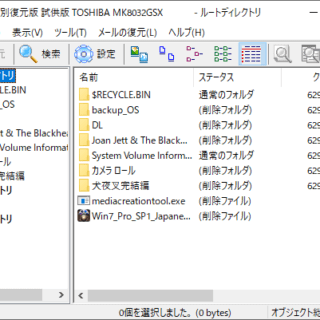 別復元版 試供版 TOSHIBA MK8032GSX - ルートディレクトリ
表示(V) ツール(T) メールの復元(L) ヘルプ(H)
検索 設定
トリ
LE.BIN
_OS
Jett & The Blackhea
Volume Informat
ール
完結編
トリ
トリ
名前 ステータス ク
$RECYCLE.BIN 通常のフォルダ 629
backup_OS (削除フォルダ) 629
DL (削除フォルダ) 629
Joan Jett & The Black... (削除フォルダ) 629
System Volume Inform... 通常のフォルダ 629
カメラ ロール (削除フォルダ) 629
犬夜叉完結編 (削除フォルダ) 629
mediacreationtool.exe (削除ファイル)
Win7_Pro_SP1_Japane... (削除ファイル)
0個を選択しました。(0 bytes) オブジェクト総